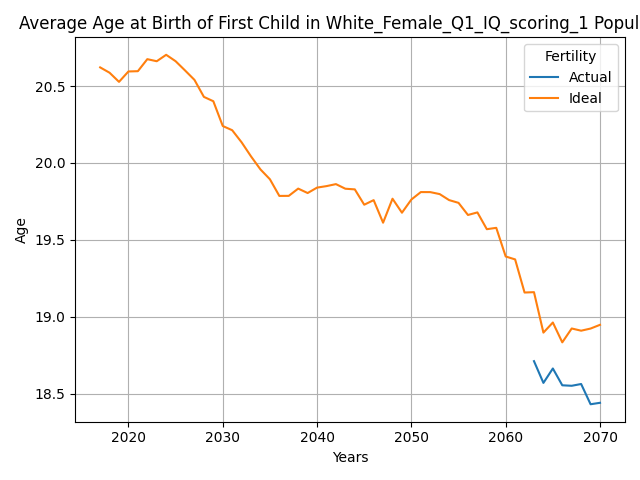 Average Age at Birth of First Child in White_Female_Q1_IQ_scoring_1 Popul
Fertility
Actual
Ideal
20.5
20.0
19.5
19.0
18.5
Age
2020 2030 2040 2050 2060 2070
Years